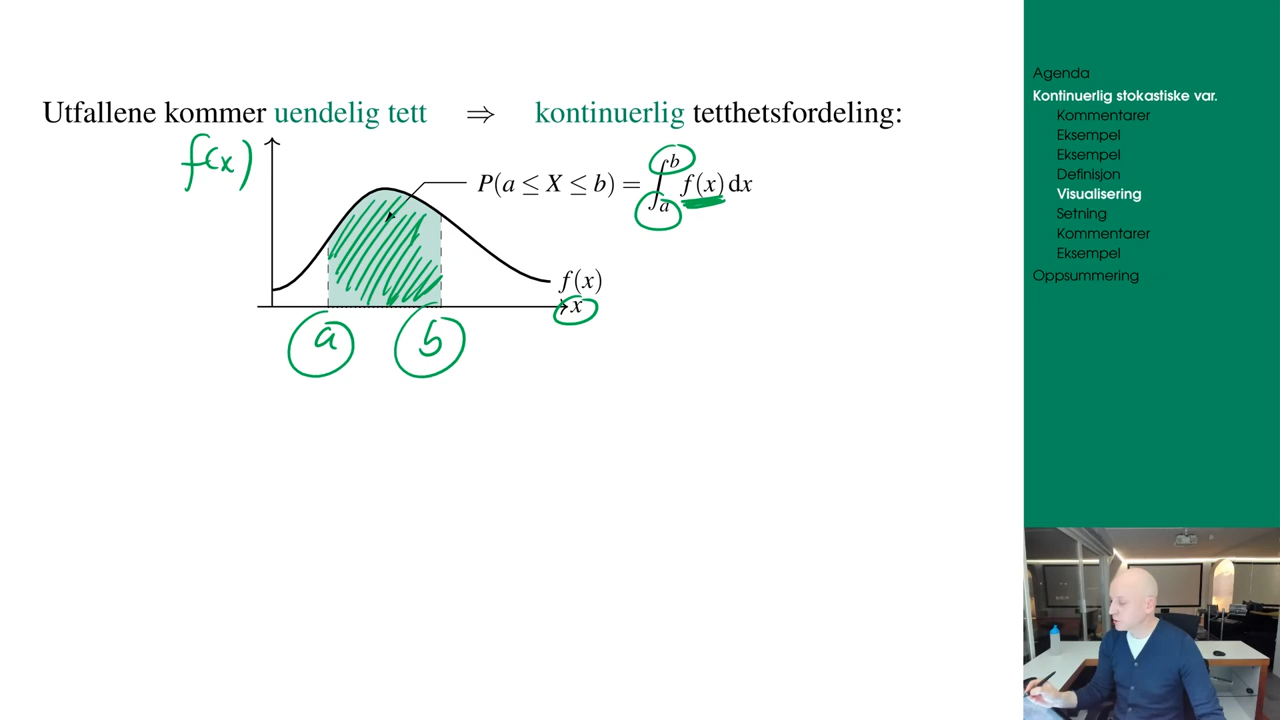 Utfallene kommer uendelig tett ⇒ kontinuerlig tetthetsfordeling:
f(x)
P(a ≤ X ≤ b) = ∫_a^b f(x) dx
f(x)
x
a
b
Agenda
Kontinuerlig stokastiske var.
Kommentarer
Eksempel
Eksempel
Definisjon
Visualisering
Setning
Kommentarer
Eksempel
Oppsummering